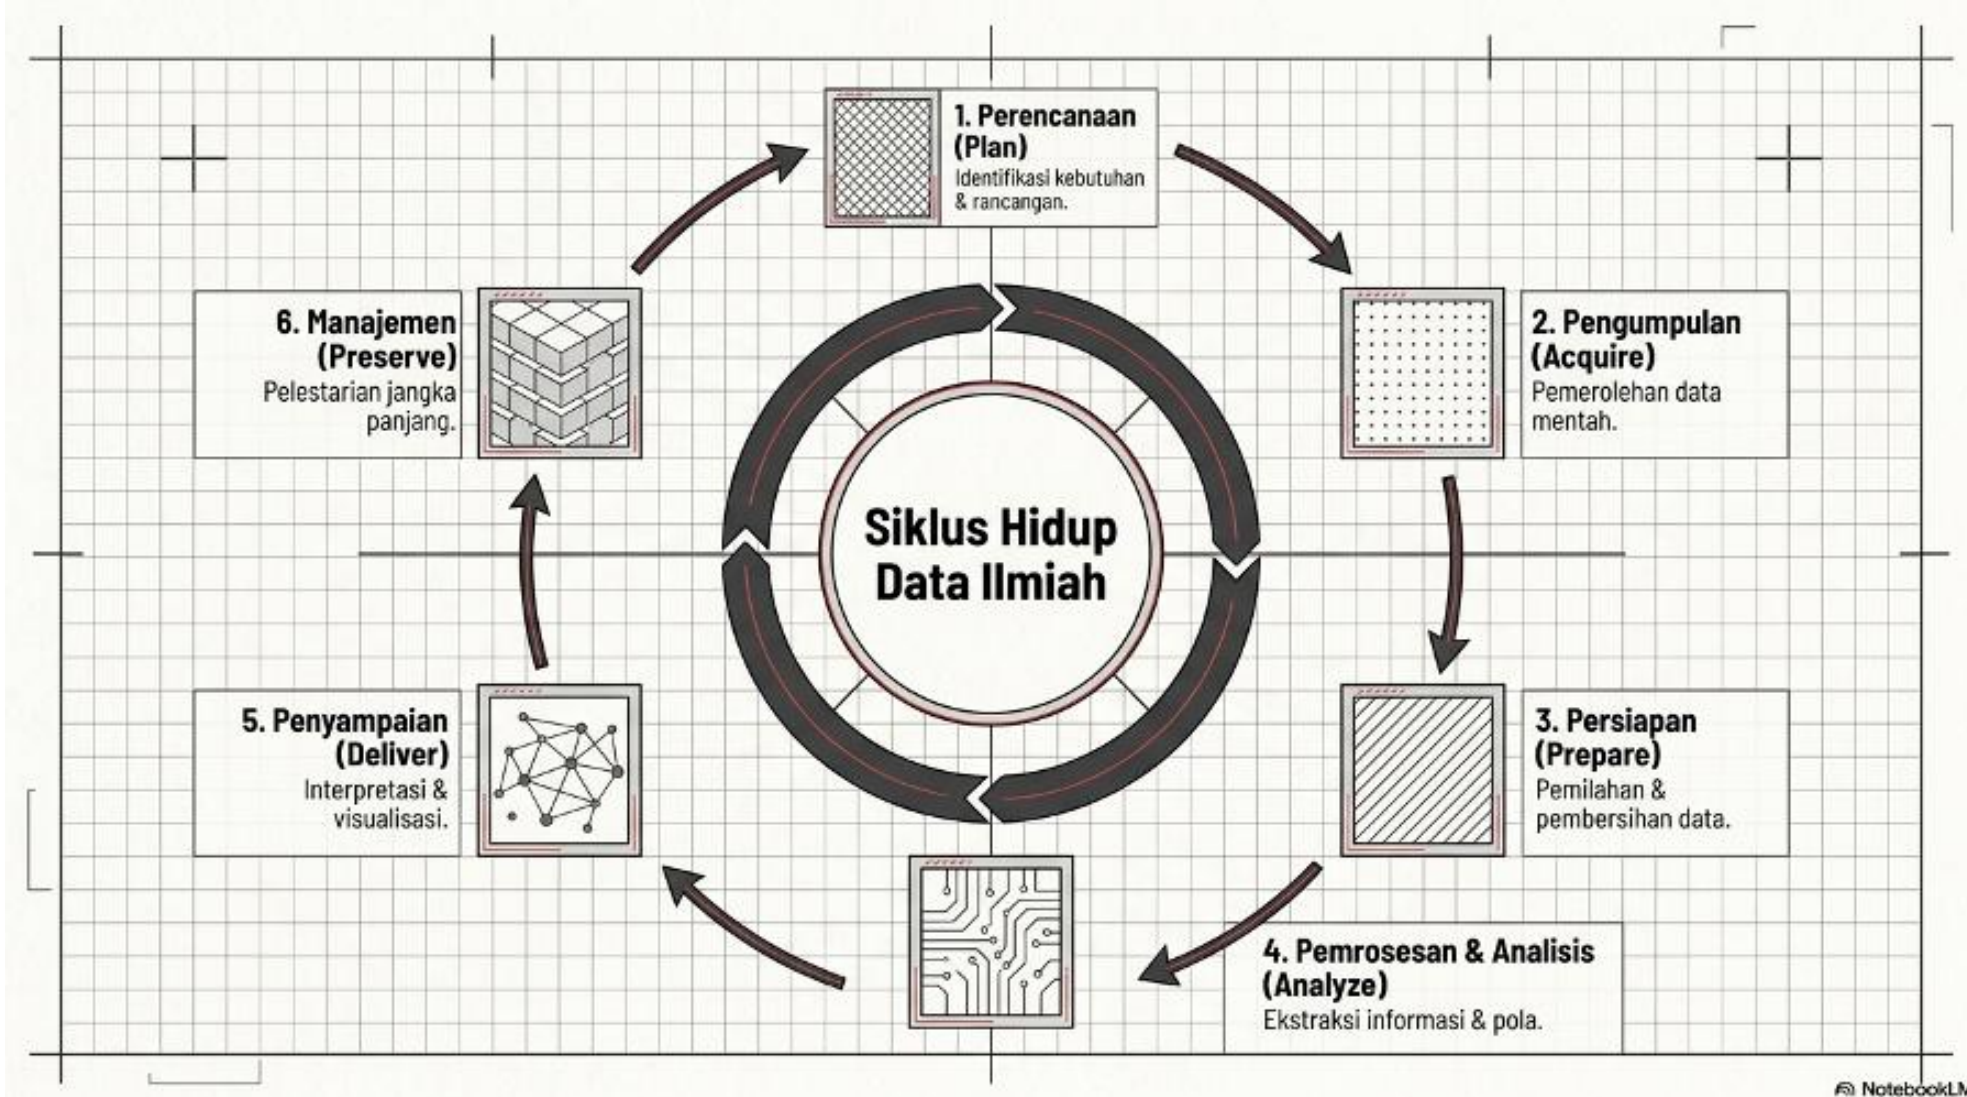 1. Perencanaan
(Plan)
Identifikasi kebutuhan
& rancangan.
2. Pengumpulan
(Acquire)
Pemerolehan data
mentah.
3. Persiapan
(Prepare)
Pemilahan &
pembersihan data.
4. Pemrosesan & Analisis
(Analyze)
Ekstraksi informasi & pola.
5. Penyampaian
(Deliver)
Interpretasi &
visualisasi.
6. Manajemen
(Preserve)
Pelestarian jangka
panjang.
Siklus Hidup
Data Ilmiah
NotebookLM